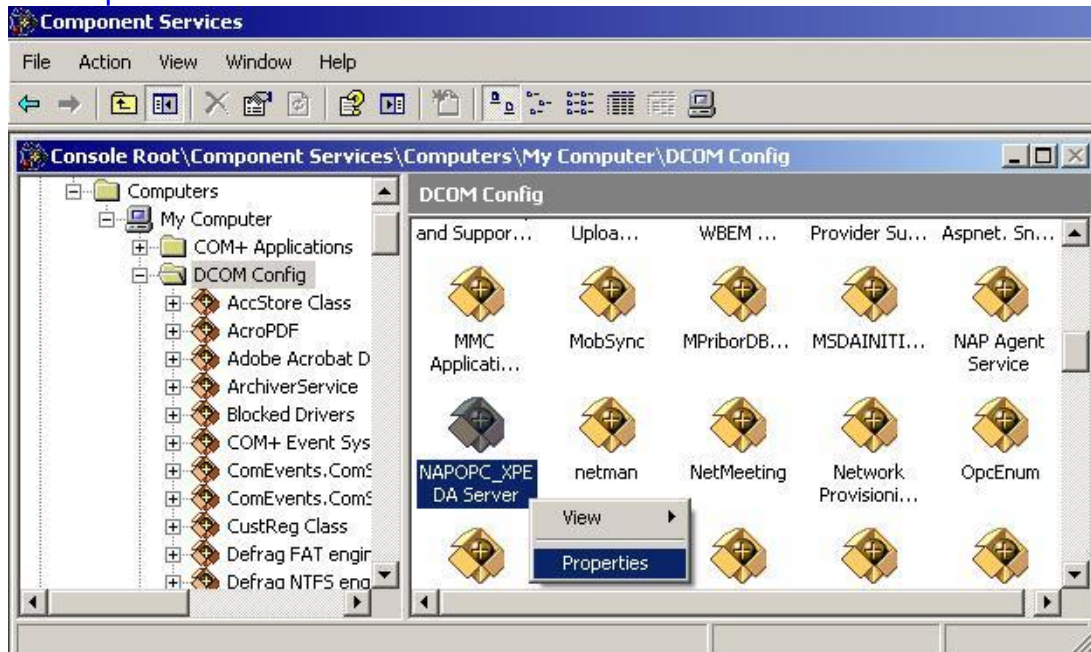 Component Services
File Action View Window Help
Console Root\Component Services\Computers\My Computer\DCOM Config
Computers
My Computer
COM+ Applications
DCOM Config
AccStore Class
AcroPDF
Adobe Acrobat D
ArchiverService
Blocked Drivers
COM+ Event Sys
ComEvents.ComS
ComEvents.ComS
CustReg Class
Defrag FAT engin
Defrag NTFS eng
DCOM Config
and Suppor... Uploa... WBEM ... Provider Su... Aspnet. Sn...
MMC Applicati...
MobSync
MPriborDB...
MSDAINITI...
NAP Agent Service
NAPOPC_XPE DA Server
netman
NetMeeting
Network Provisioni...
OpcEnum
View
Properties